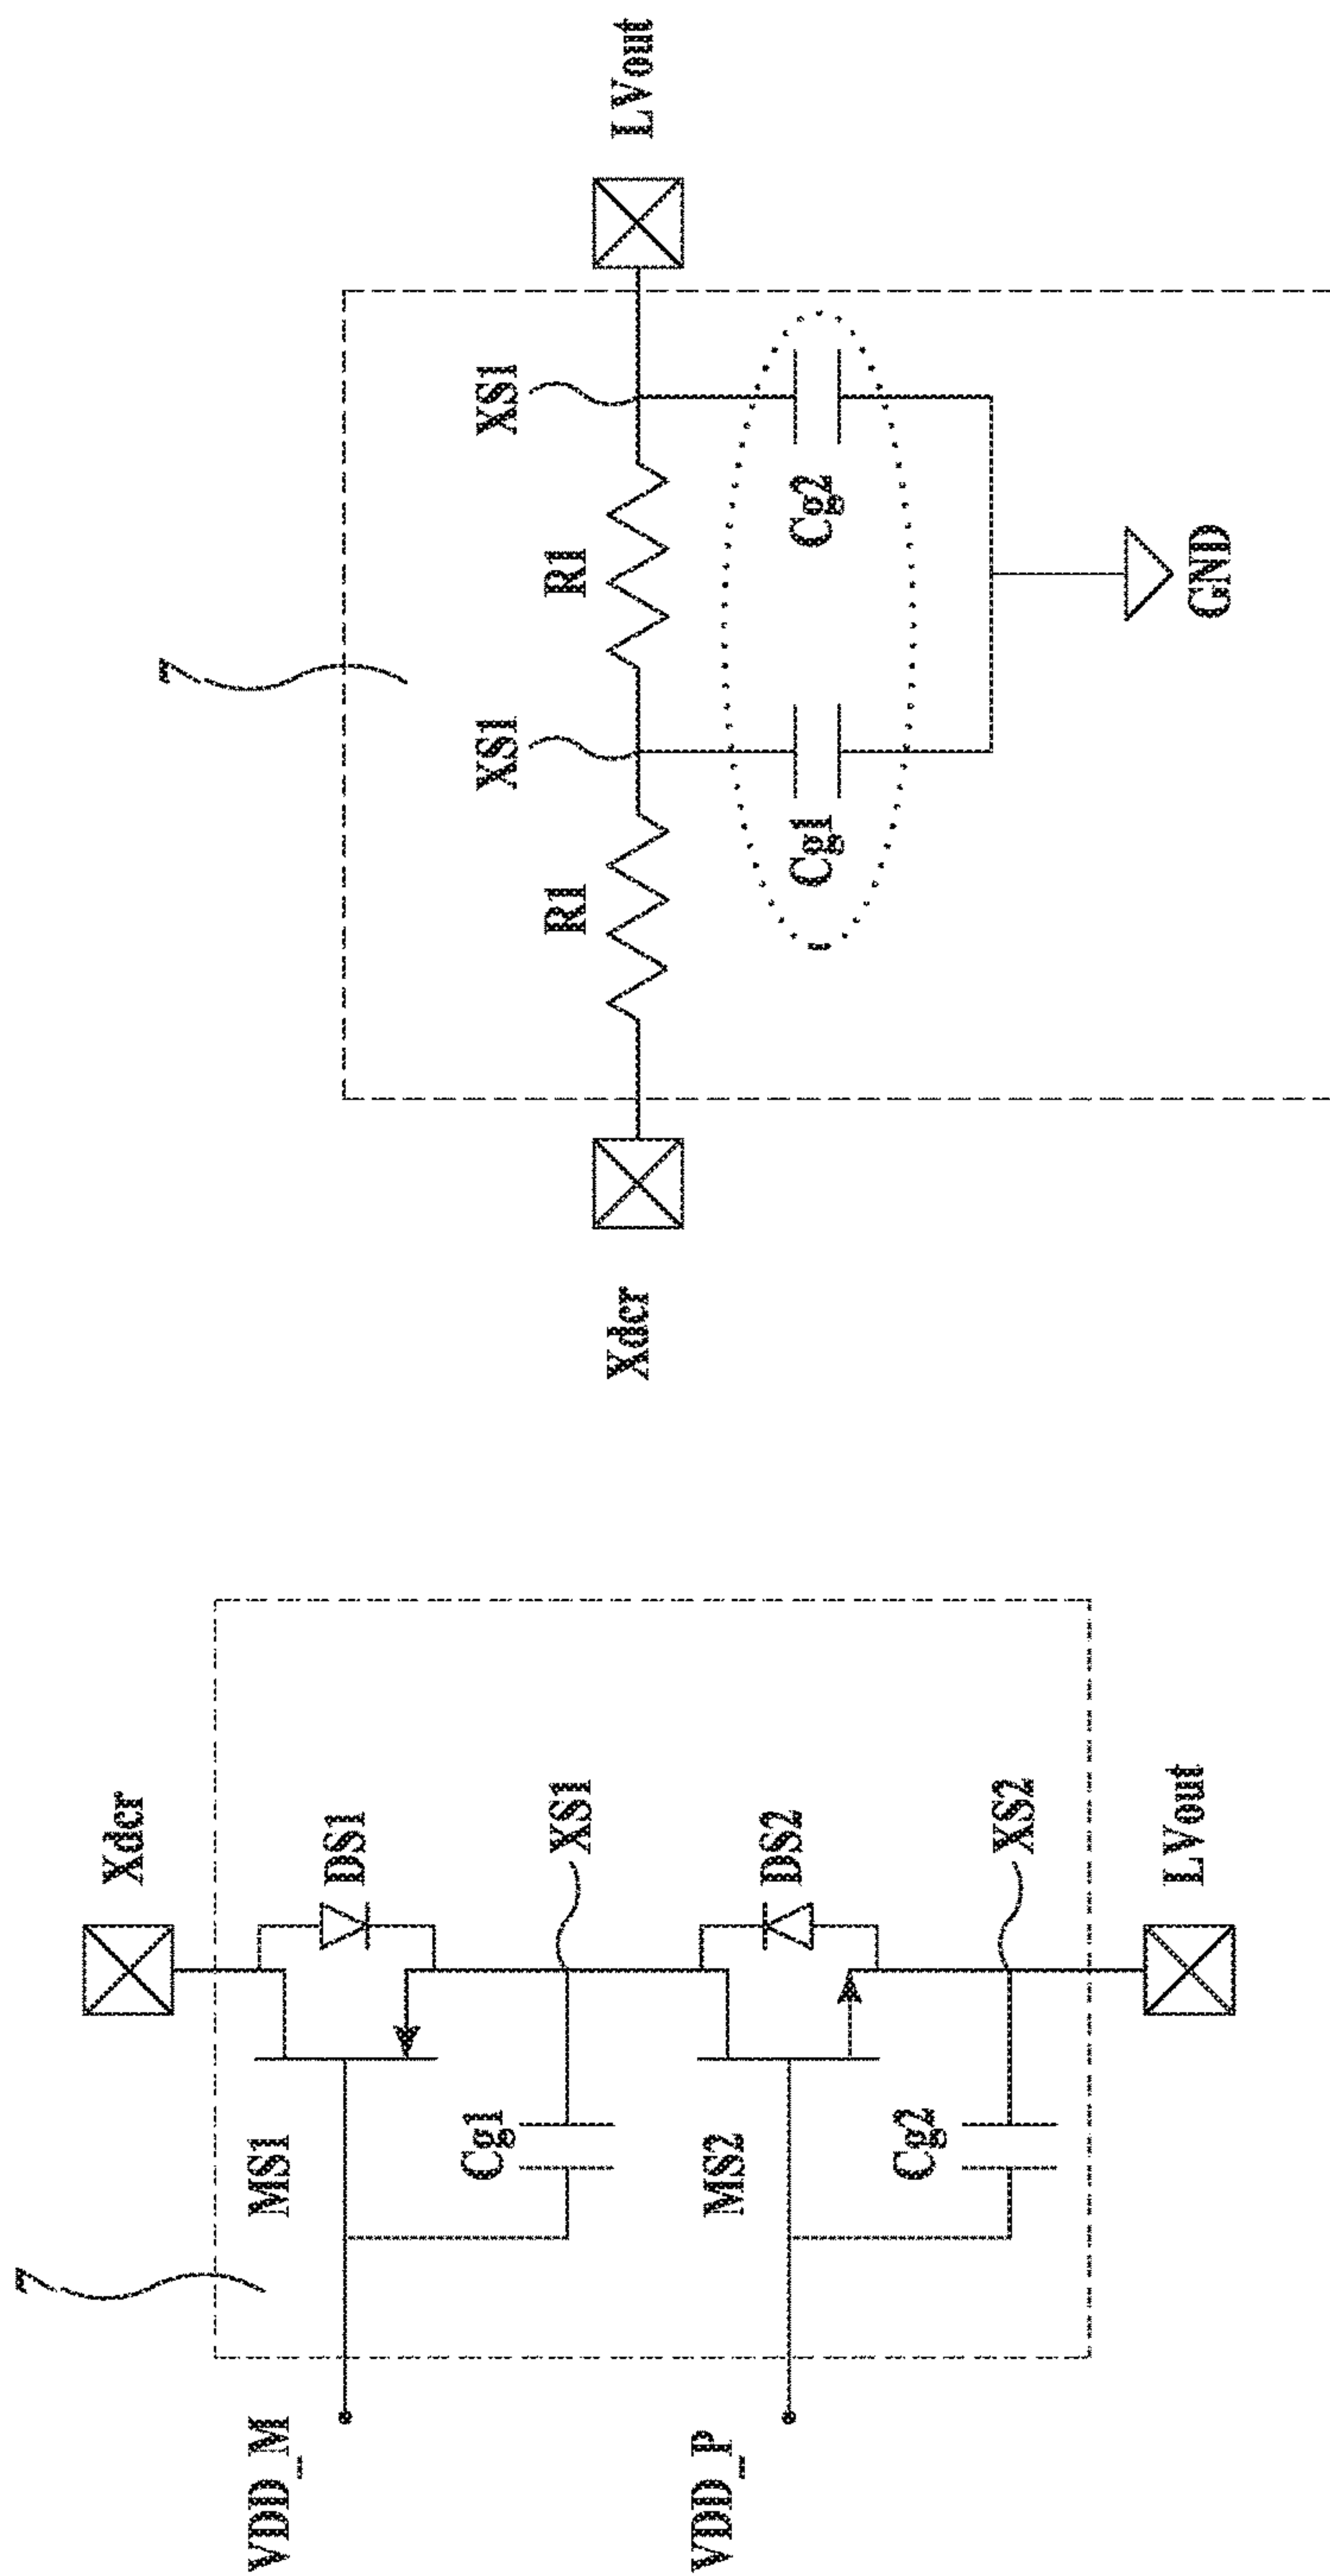 7
Xdcr
MS1
DS1
VDD_M
Cg1
XS1
MS2
DS2
VDD_P
Cg2
XS2
LVout
7
XS1
XS1
R1
R1
Xdcr
LVout
Cg1
Cg2
GND